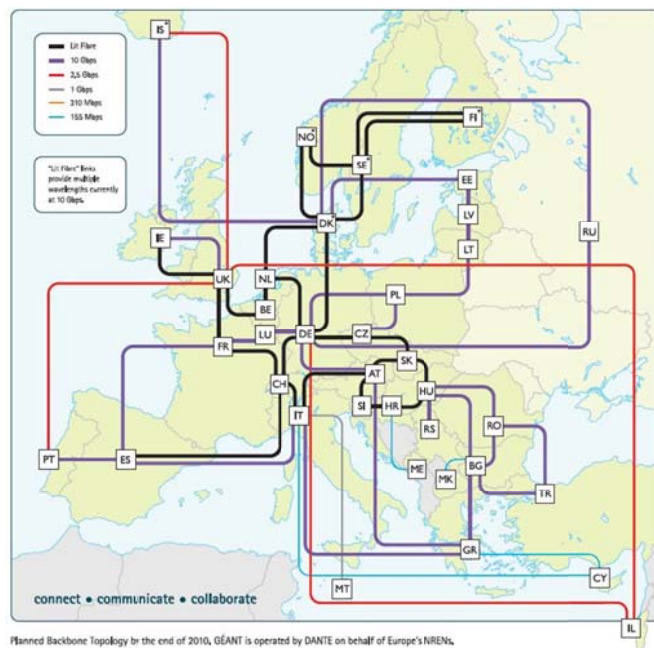 IS*
Lit Fibre
10 Gbps
2,5 Gbps
1 Gbps
310 Mbps
155 Mbps
"Lit Fibre" links
provide multiple
wavelengths currently
at 10 Gbps.
NO*
FI*
SE*
EE
LV
DK*
IE
RU
LT
UK
NL
PL
BE
LU
DE
CZ
FR
SK
AT
CH
HU
SI
HR
IT
RO
RS
PT
ES
ME
MK
BG
TR
GR
CY
MT
IL
connect • communicate • collaborate
Planned Backbone Topology by the end of 2010. GÉANT is operated by DANTE on behalf of Europe's NRENs.